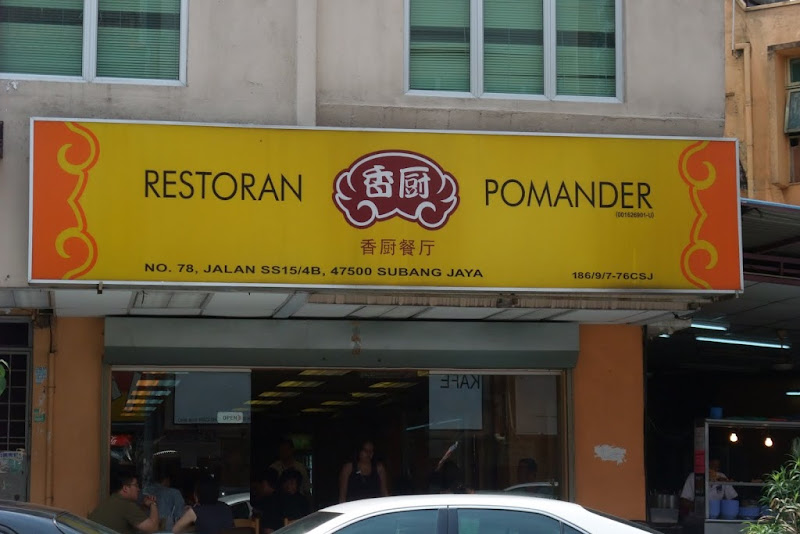 RESTORAN 香厨 POMANDER
香厨餐厅
NO. 78, JALAN SS15/4B, 47500 SUBANG JAYA
186/9/7-76CSJ
KAFE